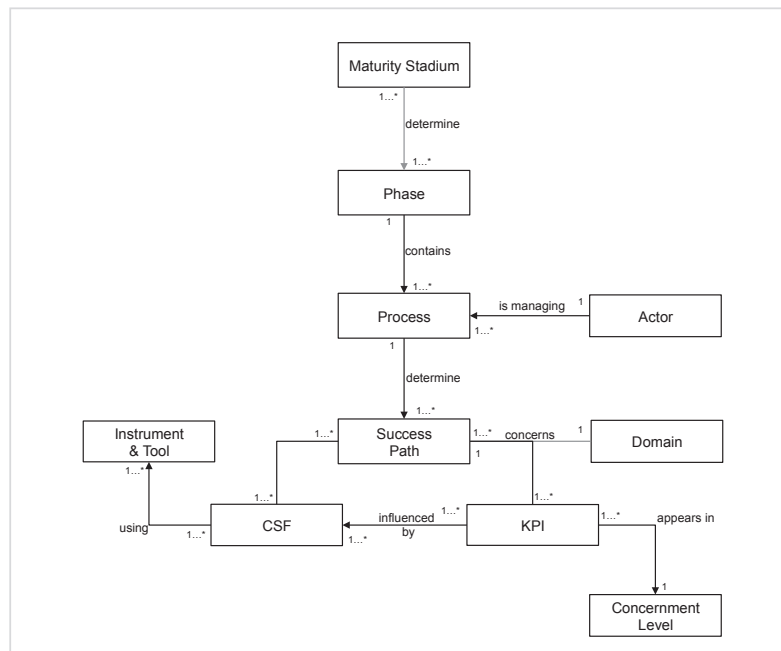 Maturity Stadium
1...*
determine
1...*
Phase
1
contains
1...*
Process
is managing
1
1...*
Actor
1
determine
1...*
Instrument
& Tool
1...*
Success
Path
1...*
concerns
1
1
Domain
1...*
1...*
1...*
using
CSF
1...*
influenced
by
1...*
1...*
KPI
1...*
appears in
1
Concernment
Level